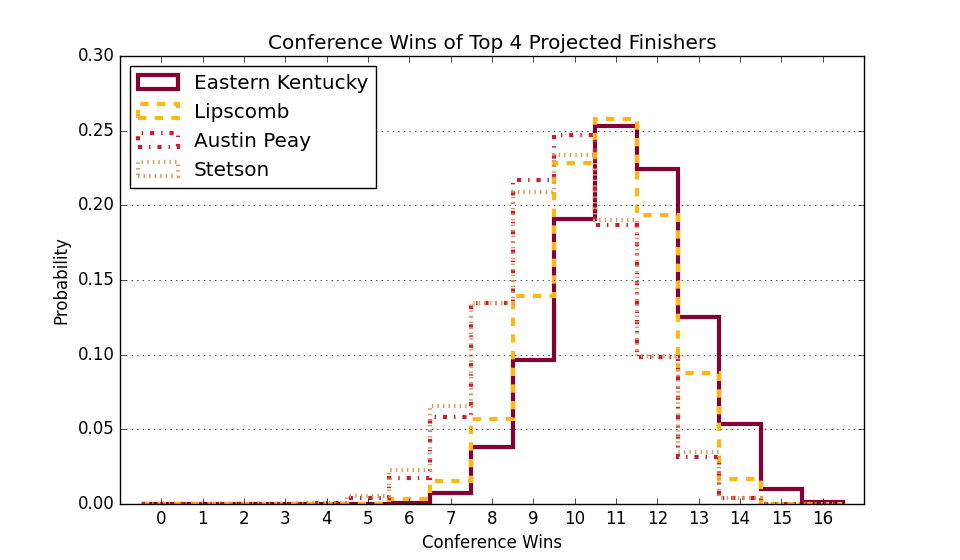 Conference Wins of Top 4 Projected Finishers
0.30
0.25
0.20
0.15
0.10
0.05
0.00
Probability
Eastern Kentucky
Lipscomb
Austin Peay
Stetson
0 1 2 3 4 5 6 7 8 9 10 11 12 13 14 15 16
Conference Wins